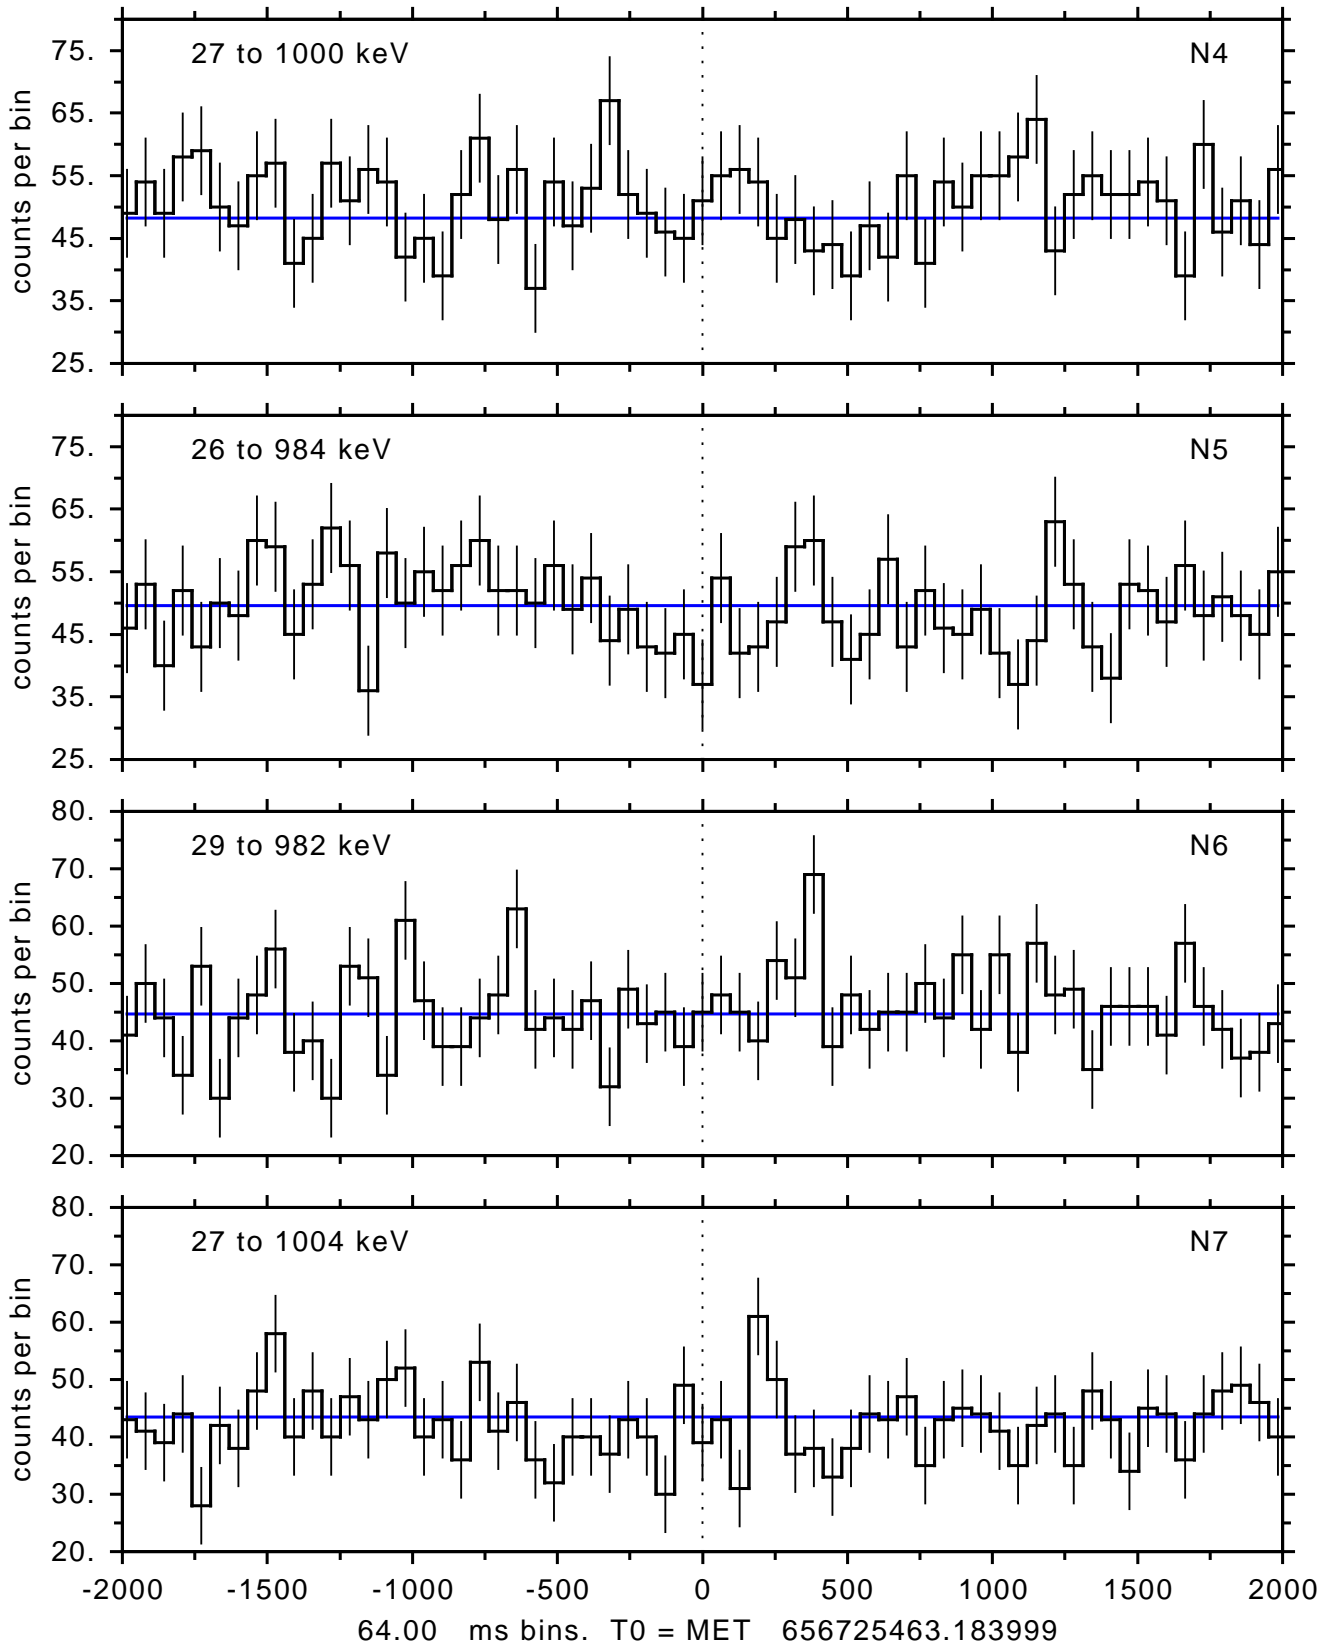 27 to 1000 keV N4
counts per bin
75.
65.
55.
45.
35.
25.
26 to 984 keV N5
counts per bin
75.
65.
55.
45.
35.
25.
29 to 982 keV N6
counts per bin
80.
70.
60.
50.
40.
30.
20.
27 to 1004 keV N7
counts per bin
80.
70.
60.
50.
40.
30.
20.
-2000 -1500 -1000 -500 0 500 1000 1500 2000
64.00 ms bins. T0 = MET 656725463.183999